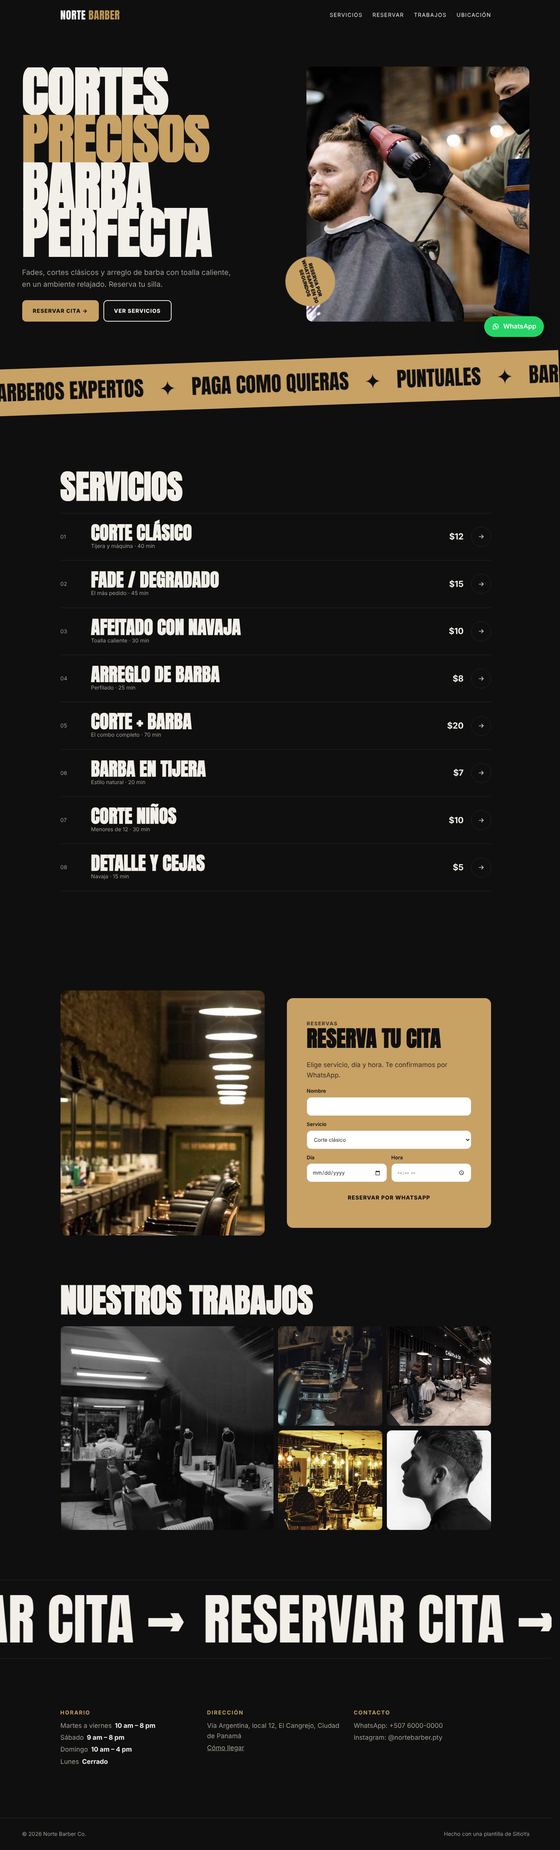 NORTE BARBER
SERVICIOS RESERVAR TRABAJOS UBICACIÓN
CORTES
PRECISOS
BARBA
PERFECTA
Fades, cortes clásicos y arreglo de barba con toalla caliente,
en un ambiente relajado. Reserva tu silla.
RESERVAR CITA → VER SERVICIOS
RESERVA POR
WHATSAPP EN 30
SEGUNDOS
WhatsApp
ARBEROS EXPERTOS ✦ PAGA COMO QUIERAS ✦ PUNTUALES ✦ BAR
SERVICIOS
01 CORTE CLÁSICO $12 →
Tijera y máquina · 40 min
02 FADE / DEGRADADO $15 →
El más pedido · 45 min
03 AFEITADO CON NAVAJA $10 →
Toalla caliente · 30 min
04 ARREGLO DE BARBA $8 →
Perfilado · 25 min
05 CORTE + BARBA $20 →
El combo completo · 70 min
06 BARBA EN TIJERA $7 →
Estilo natural · 20 min
07 CORTE NIÑOS $10 →
Menores de 12 · 30 min
08 DETALLE Y CEJAS $5 →
Navaja · 15 min
RESERVAS
RESERVA TU CITA
Elige servicio, día y hora. Te confirmamos por
WhatsApp.
Nombre
Servicio
Corte clásico
Día Hora
mm/dd/yyyy --:-- --
RESERVAR POR WHATSAPP
NUESTROS TRABAJOS
AR CITA → RESERVAR CITA →
HORARIO
Martes a viernes 10 am – 8 pm
Sábado 9 am – 8 pm
Domingo 10 am – 4 pm
Lunes Cerrado
DIRECCIÓN
Vía Argentina, local 12, El Cangrejo, Ciudad
de Panamá
Cómo llegar
CONTACTO
WhatsApp: +507 6000-0000
Instagram: @nortebarber.pty
© 2026 Norte Barber Co. Hecho con una plantilla de SitioYa